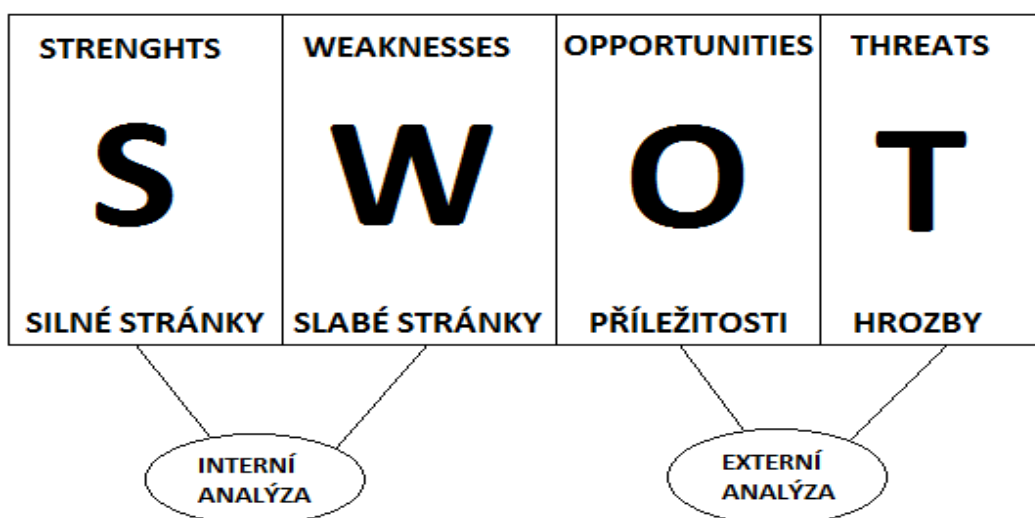 STRENGHTS
WEAKNESSES
OPPORTUNITIES
THREATS
S
W
O
T
SILNÉ STRÁNKY
SLABÉ STRÁNKY
PŘÍLEŽITOSTI
HROZBY
INTERNÍ
ANALÝZA
EXTERNÍ
ANALÝZA